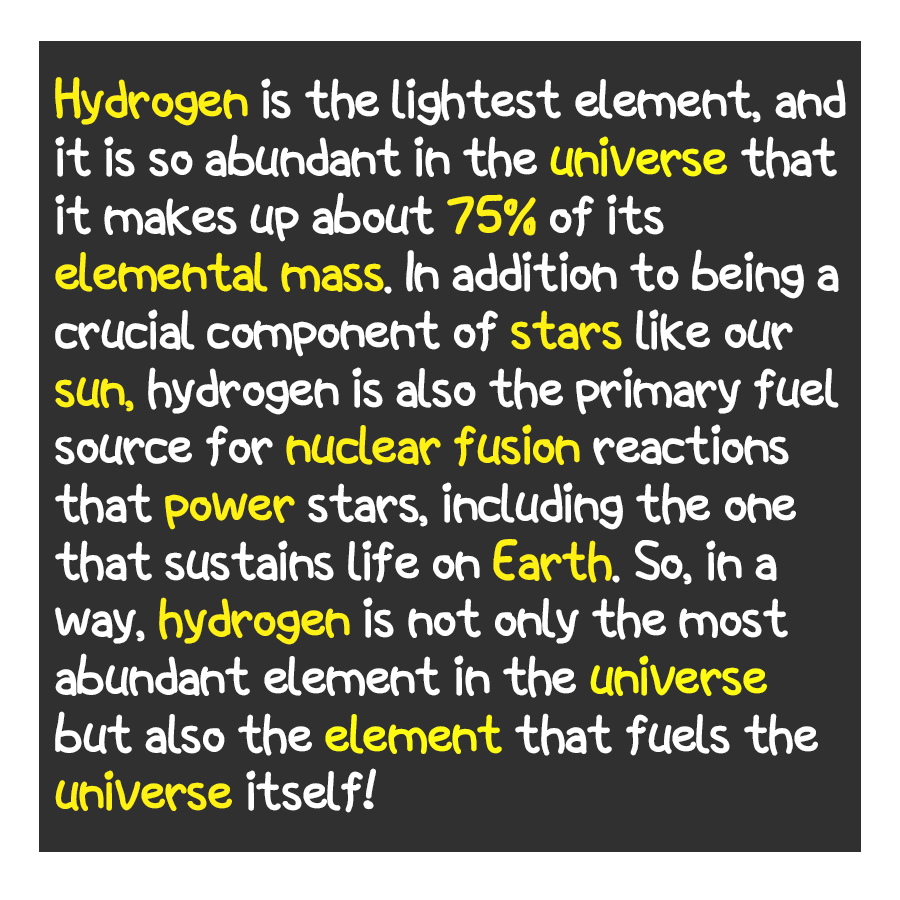 Hydrogen is the lightest element, and
it is so abundant in the universe that
it makes up about 75% of its
elemental mass. In addition to being a
crucial component of stars like our
sun, hydrogen is also the primary fuel
source for nuclear fusion reactions
that power stars, including the one
that sustains life on Earth. So, in a
way, hydrogen is not only the most
abundant element in the universe
but also the element that fuels the
universe itself!